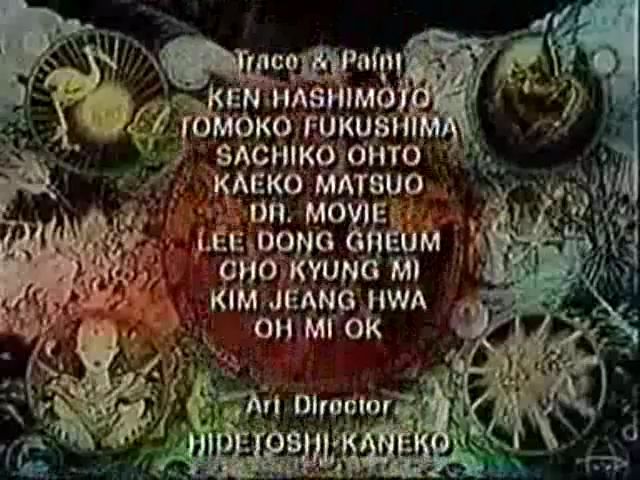 Trace & Paint
KEN HASHIMOTO
TOMOKO FUKUSHIMA
SACHIKO OHTO
KAEKO MATSUO
DR. MOVIE
LEE DONG GREUM
CHO KYUNG MI
KIM JEANG HWA
OH MI OK
Art Director
HIDETOSHI KANEKO